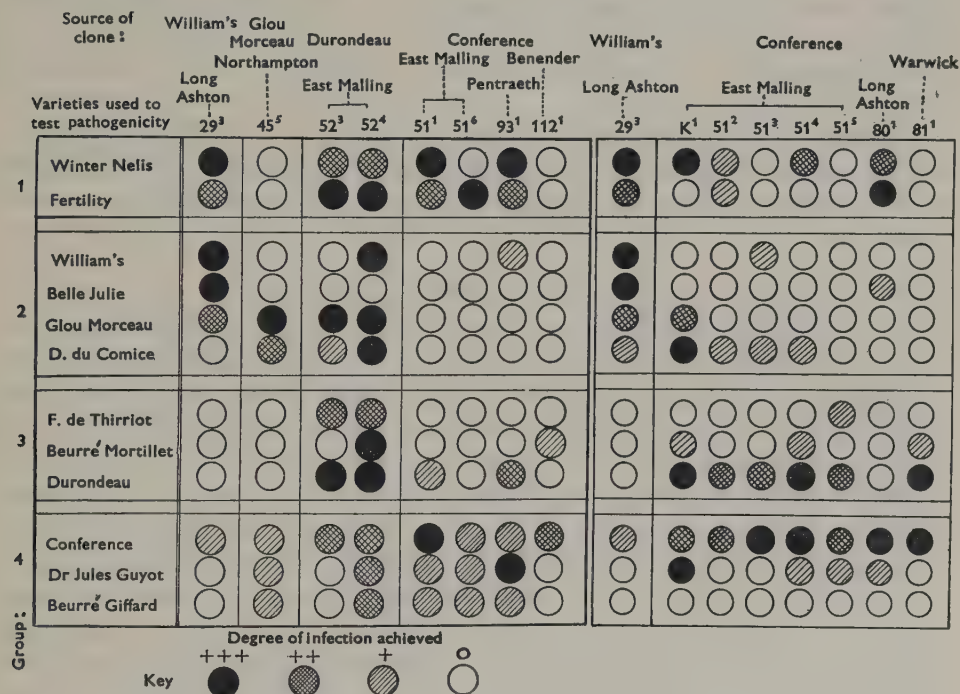 Source of clone :
William's
Glou Morceau
Northampton
Durondeau
Conference
East Malling
Benender
William's
Conference
Warwick
Long Ashton
East Malling
Pentraeth
Long Ashton
East Malling
Long Ashton
Varieties used to test pathogenicity
29³ 45⁵ 52³ 52⁴ 51¹ 51⁶ 93¹ 112¹ 29³ K¹ 51² 51³ 51⁴ 51⁵ 80¹ 81¹
1
Winter Nelis
Fertility
2
William's
Belle Julie
Glou Morceau
D. du Comice
3
F. de Thirriot
Beurré Mortillet
Durondeau
4
Conference
Dr Jules Guyot
Beurré Giffard
Group :
Degree of infection achieved
+++ ++ + o
Key